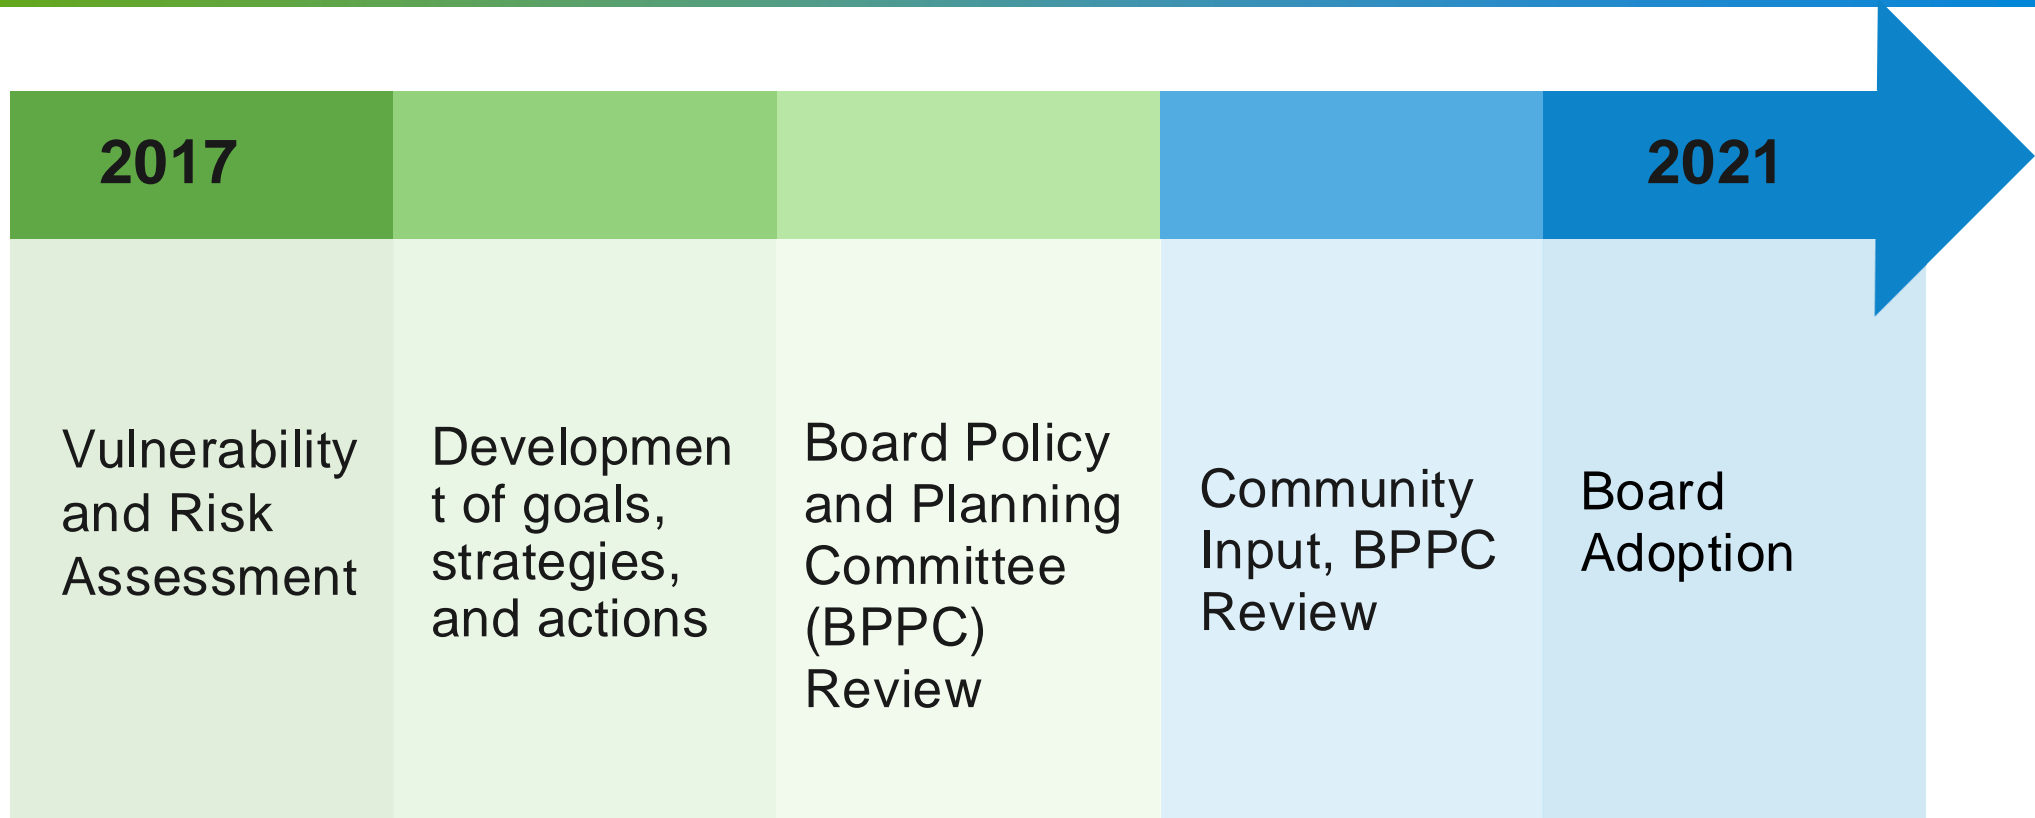 2017
2021
Vulnerability
and Risk
Assessment
Developmen
t of goals,
strategies,
and actions
Board Policy
and Planning
Committee
(BPPC)
Review
Community
Input, BPPC
Review
Board
Adoption